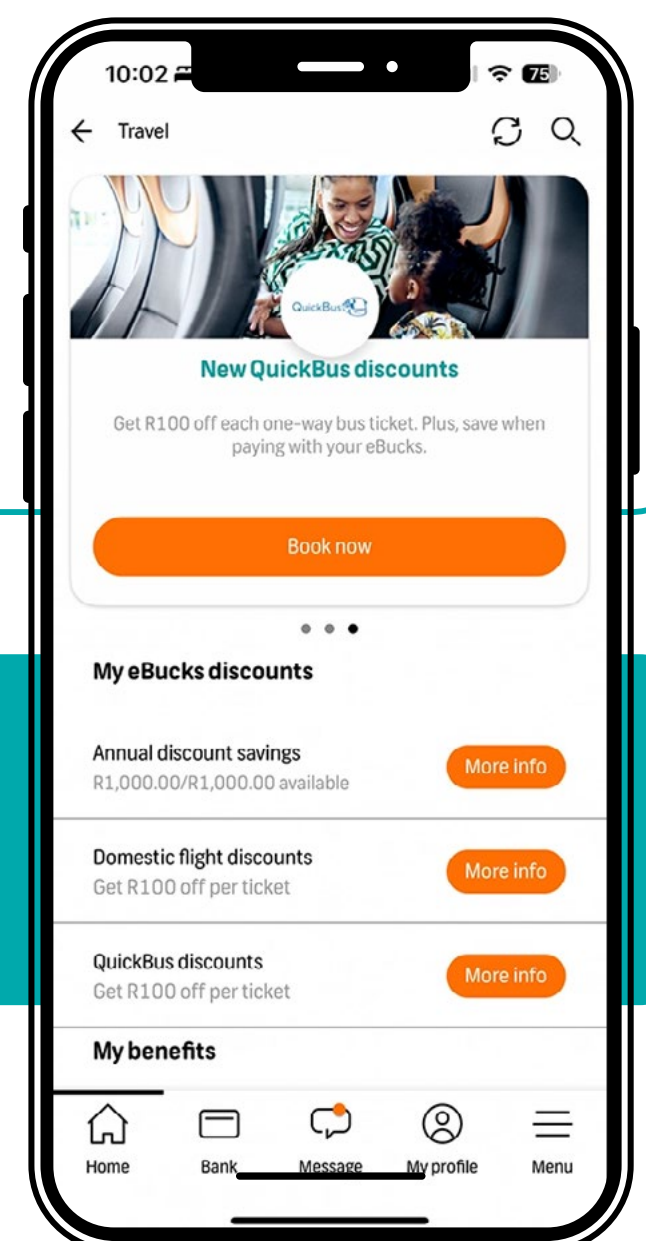 10:02
75
Travel
QuickBus
New QuickBus discounts
Get R100 off each one-way bus ticket. Plus, save when
paying with your eBucks.
Book now
My eBucks discounts
Annual discount savings
R1,000.00/R1,000.00 available
More info
Domestic flight discounts
Get R100 off per ticket
More info
QuickBus discounts
Get R100 off per ticket
More info
My benefits
Home Bank Message My profile Menu